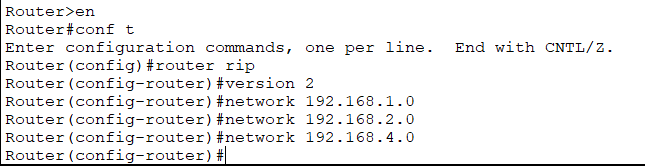 Router>en
Router#conf t
Enter configuration commands, one per line.  End with CNTL/Z.
Router(config)#router rip
Router(config-router)#version 2
Router(config-router)#network 192.168.1.0
Router(config-router)#network 192.168.2.0
Router(config-router)#network 192.168.4.0
Router(config-router)#